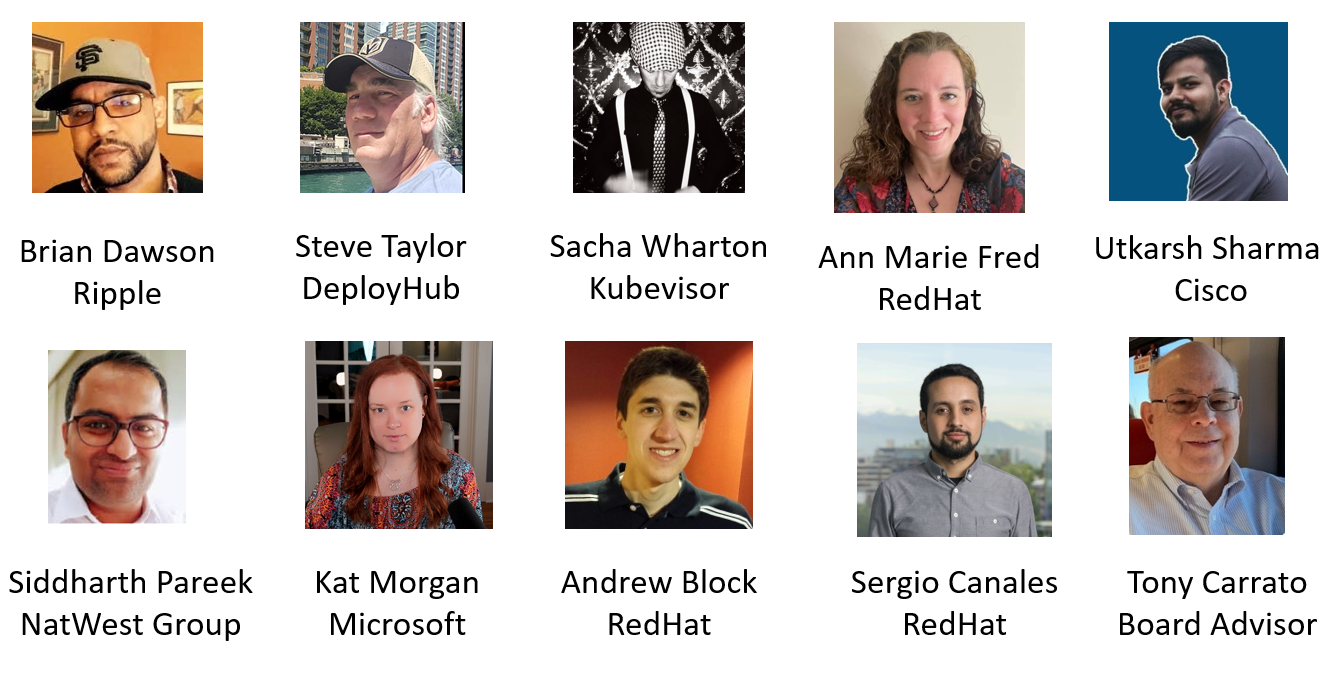 Brian Dawson
Ripple
Steve Taylor
DeployHub
Sacha Wharton
Kubevisor
Ann Marie Fred
RedHat
Utkarsh Sharma
Cisco
Siddharth Pareek
NatWest Group
Kat Morgan
Microsoft
Andrew Block
RedHat
Sergio Canales
RedHat
Tony Carrato
Board Advisor